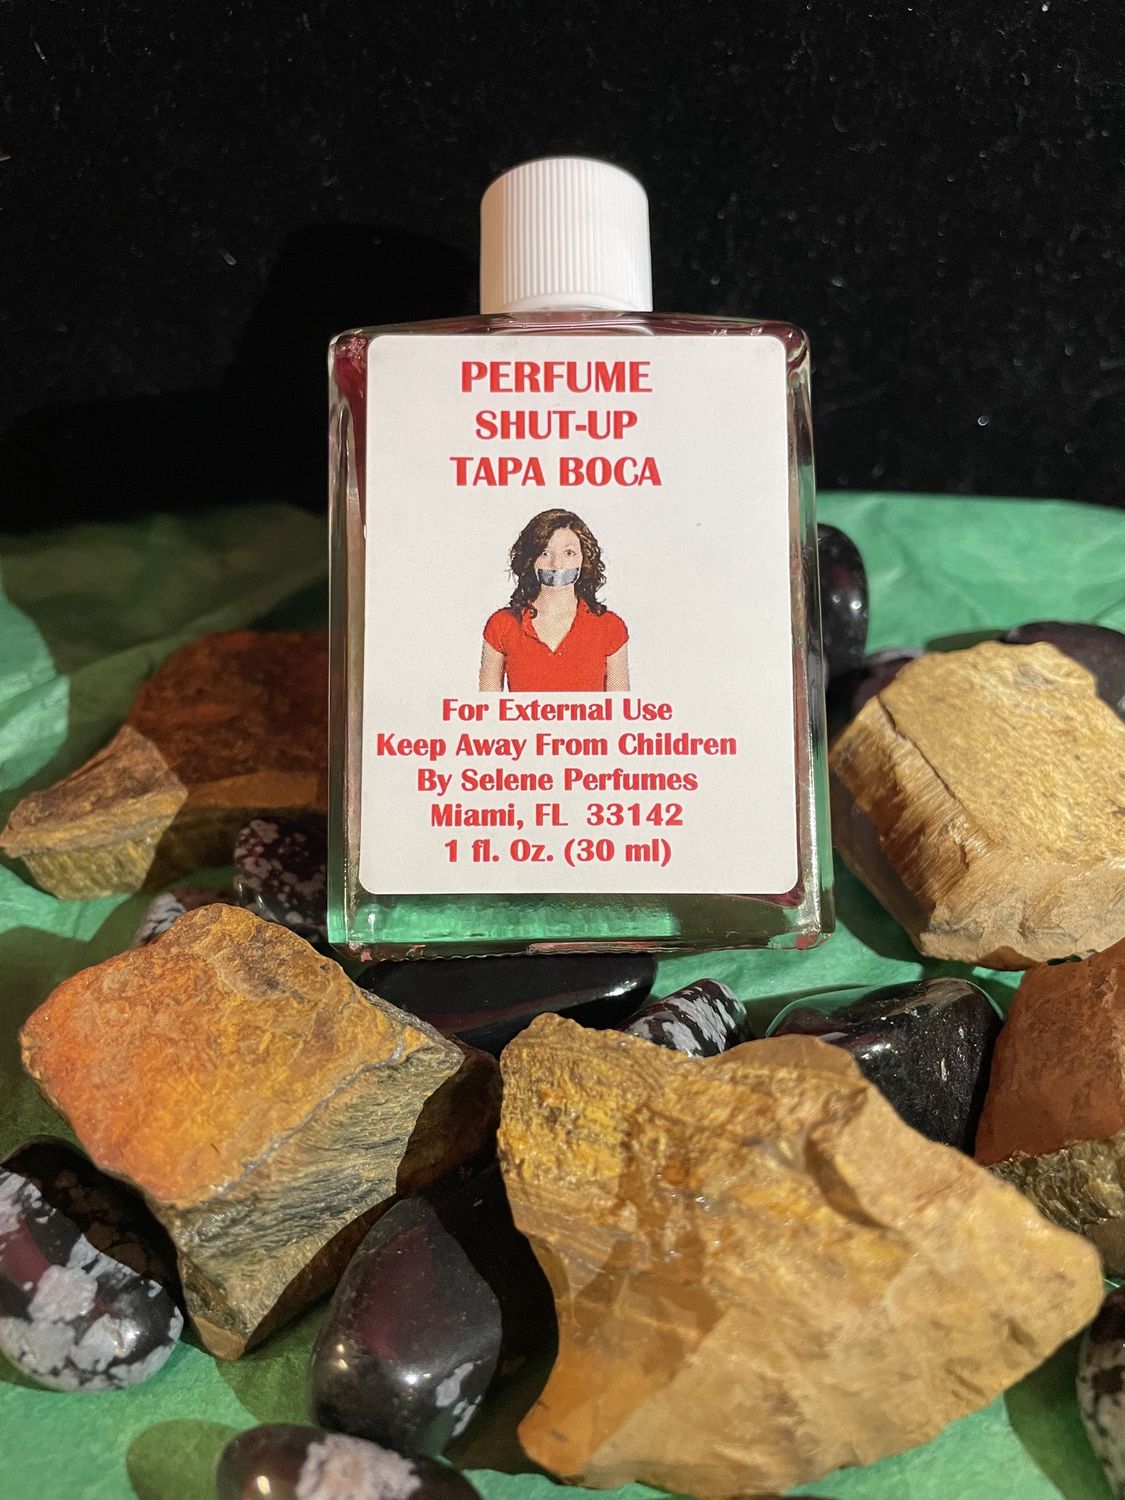 PERFUME
SHUT-UP
TAPA BOCA
For External Use
Keep Away From Children
By Selene Perfumes
Miami, FL 33142
1 fl. Oz. (30 ml)